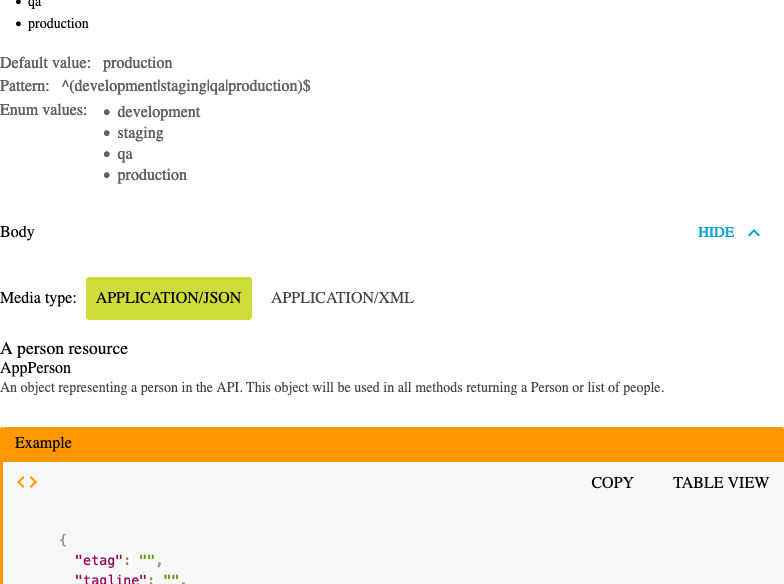 qa
production
Default value: production
Pattern: ^(development|staging|qa|production)$
Enum values:
development
staging
qa
production
Body HIDE
Media type: APPLICATION/JSON APPLICATION/XML
A person resource
AppPerson
An object representing a person in the API. This object will be used in all methods returning a Person or list of people.
Example
<> COPY TABLE VIEW
{
"etag": "",
"tagline": "",